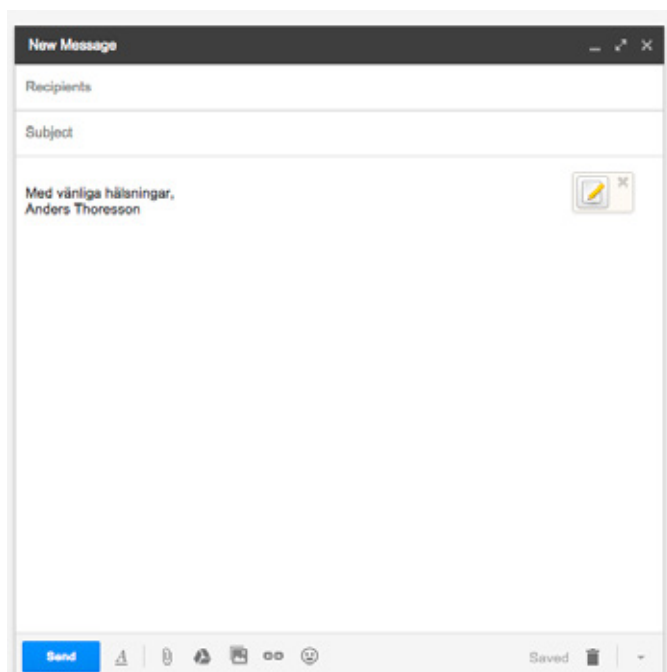 New Message
Recipients
Subject
Med vänliga hälsningar,
Anders Thoresson
Send
Saved